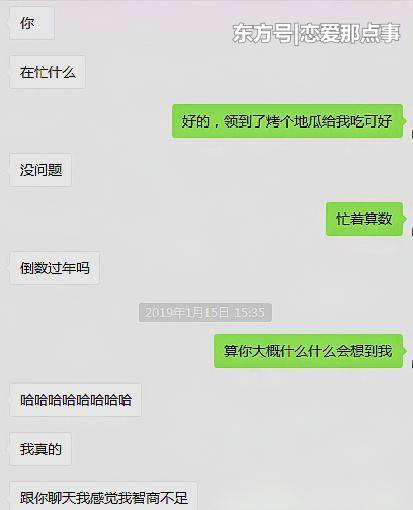 东方号|恋爱那点事
你
在忙什么
好的，领到了烤个地瓜给我吃可好
没问题
忙着算数
倒数过年吗
2019年1月15日 15:35
算你大概什么什么会想到我
哈哈哈哈哈哈哈哈
我真的
跟你聊天我感觉我智商不足